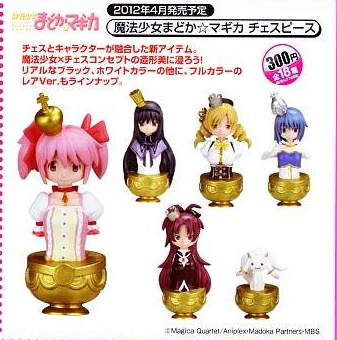 魔法少女
まどか☆マギカ
2012年4月発売予定
魔法少女まどか☆マギカ チェスピース
チェスとキャラクターが融合した新アイテム。
魔法少女×チェスコンセプトの造形美に浸ろう!
リアルなブラック、ホワイトカラーの他に、フルカラーの
レアVer.もラインナップ。
300円
全18種
©Magica Quartet/Aniplex・Madoka Partners・MBS